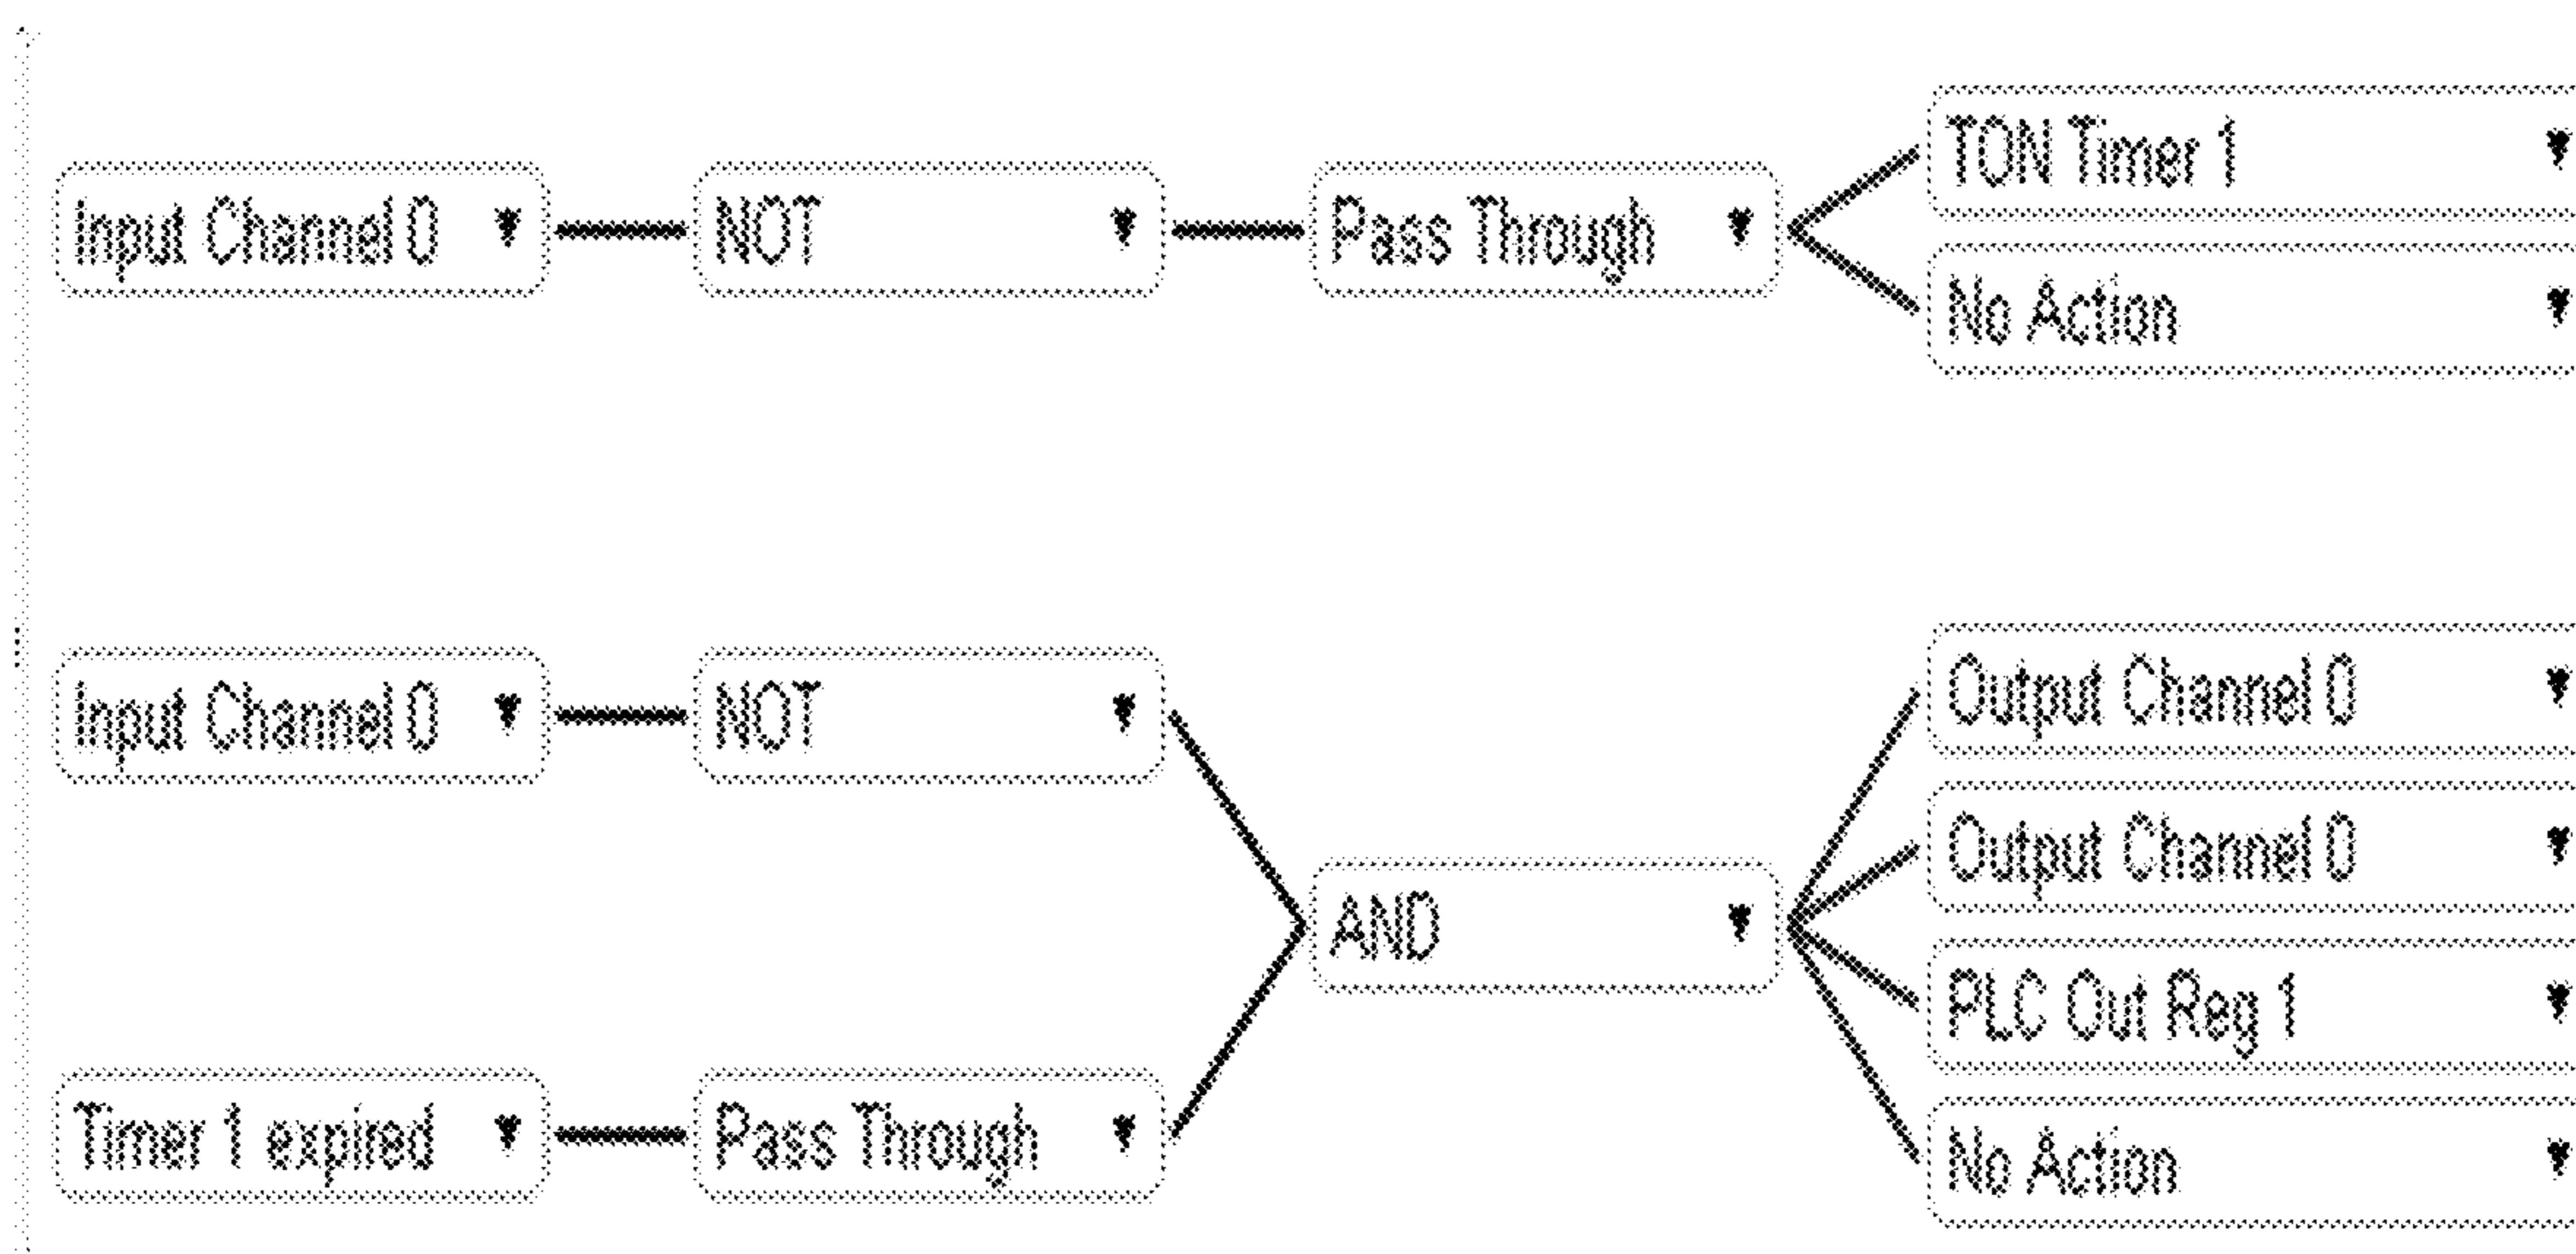 TON Timer 1
Input Channel 0 NOT Pass Through
No Action
Output Channel 0
Input Channel 0 NOT
Output Channel 0
AND
PLC Out Reg 1
Timer 1 expired Pass Through
No Action